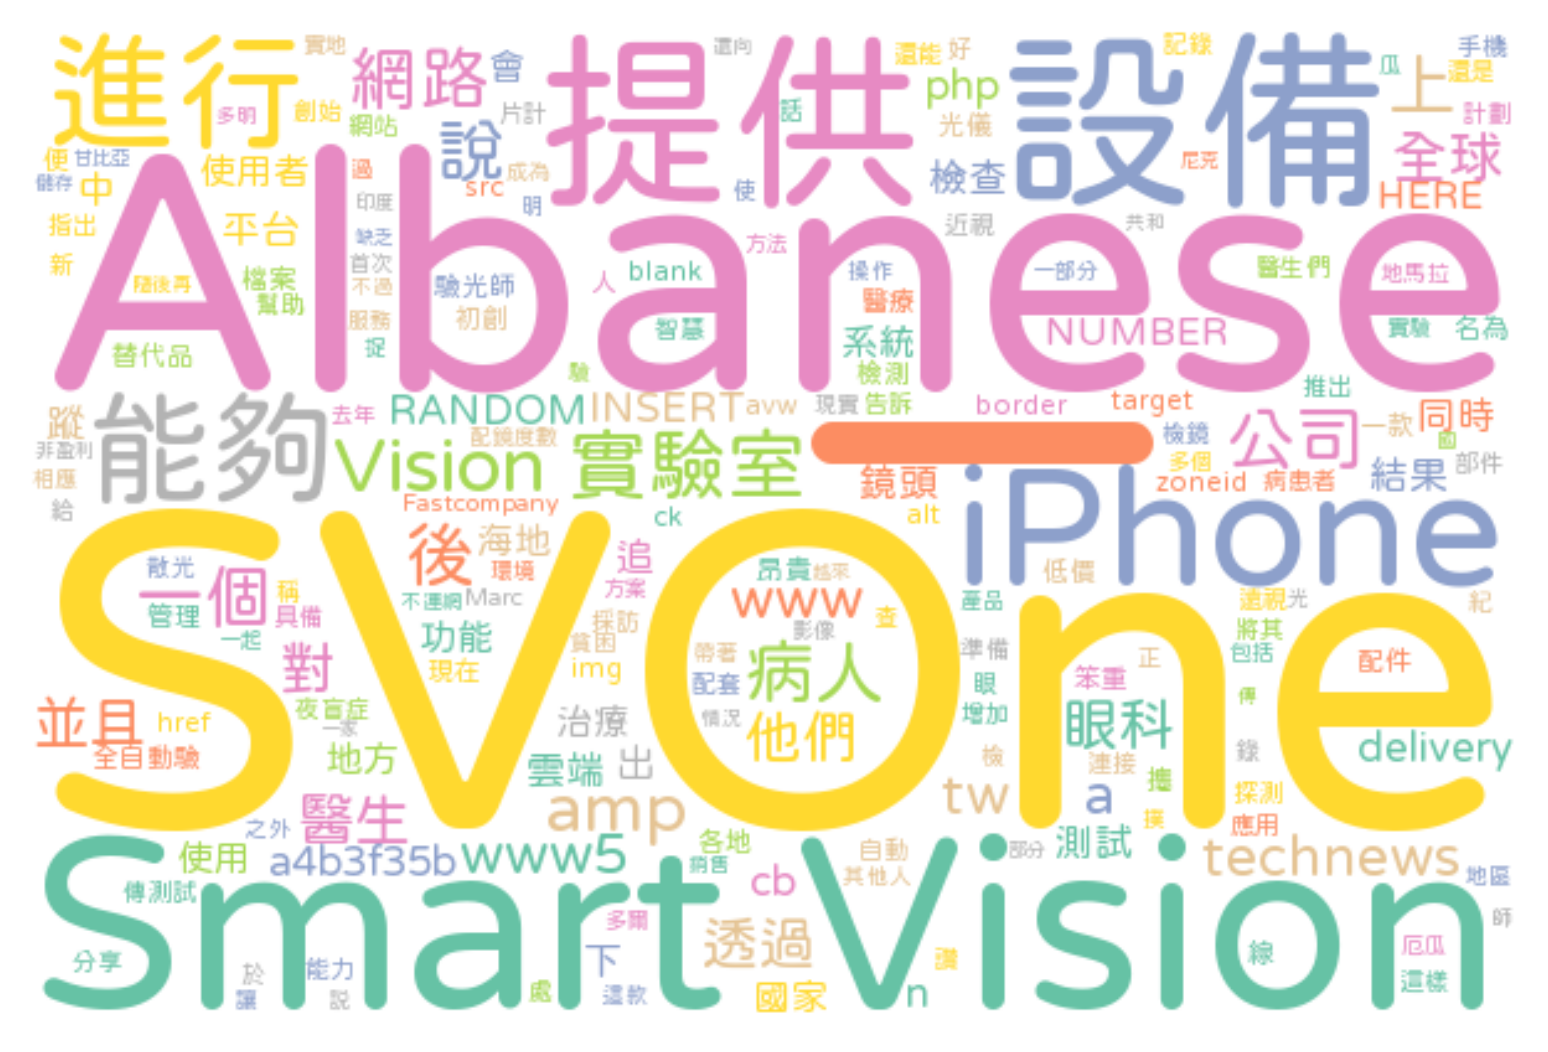 進行 實地 網路 會 提供 還向 還能 好 設備 記錄 上 手機
多明 創始 網站 片計 話 php 光儀 瓜 還是 計劃
便 甘比亞 使用者 過 說 成為 檢查 尼克 全球
儲存 中 src 明 使 HERE
指出 平台 印度 近視 共和
新 缺乏 方法
Albanese
隨後再 檔案 首次 驗光師 人 blank 操作 一部分 醫生們 地馬拉
幫助 不過 初創 醫療
替代品 服務 智慧 系統 NUMBER 實驗 名為
捉 驗 檢測 推出
蹤 能夠 去年 RANDOM INSERT avw 現實 告訴 border target 公司 一款 同時
非盈利 Vision 配鏡度數 實驗室 檢鏡 國
相應 鏡頭 多個 zoneid 病患者 結果 部件
給 Fastcompany ck alt iPhone
後 海地 追 昂貴 越來 低價
散光 一個 稱 環境 方案 www 產品 遠視 光 紀
管理 具備 不連網 Marc 採訪 影像 查 將其
一起 功能 貧困 帶著 病人 準備 正 包括 配件
SVOne
對 現在 img 配套 眼 笨重 傳
並且 href 夜盲症 治療 情況 他們 增加 眼科
一家 錄 delivery
全自動驗 地方 雲端 出 檢 連接 攜 探測
之外 醫生 amp tw a 撲 應用
使用 a4b3f35b www5 各地 自動 部分 測試 technews
傳測試 銷售 cb 其他人 地區
Smart Vision
多爾 透過 師
分享 於 能力 下 讚 線 厄瓜
讓 說 處 這款 國家 n 這樣